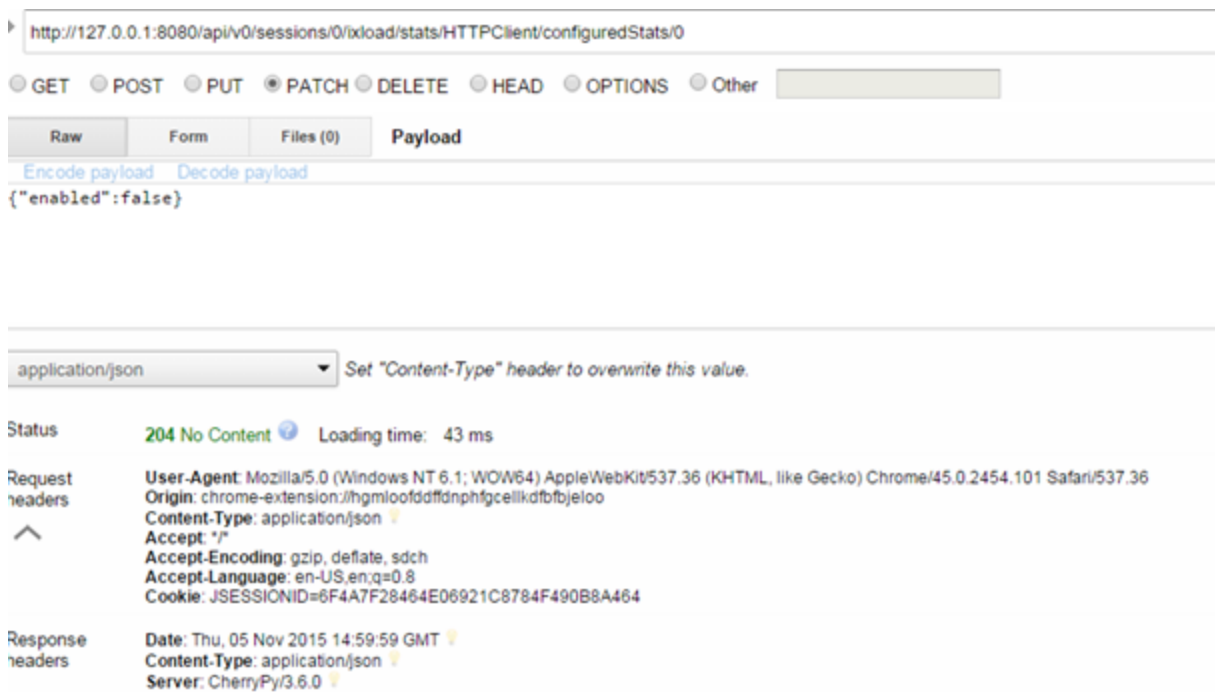 http://127.0.0.1:8080/api/v0/sessions/0/ixload/stats/HTTPClient/configuredStats/0
GET POST PUT PATCH DELETE HEAD OPTIONS Other
Raw Form Files (0) Payload
Encode payload Decode payload
{"enabled":false}
application/json Set "Content-Type" header to overwrite this value.
Status 204 No Content Loading time: 43 ms
Request headers
User-Agent: Mozilla/5.0 (Windows NT 6.1; WOW64) AppleWebKit/537.36 (KHTML, like Gecko) Chrome/45.0.2454.101 Safari/537.36
Origin: chrome-extension://hgmloofddffdnphfgcellkdfbfbjeloo
Content-Type: application/json
Accept: */*
Accept-Encoding: gzip, deflate, sdch
Accept-Language: en-US,en;q=0.8
Cookie: JSESSIONID=6F4A7F28464E06921C8784F490B8A464
Response headers
Date: Thu, 05 Nov 2015 14:59:59 GMT
Content-Type: application/json
Server: CherryPy/3.6.0